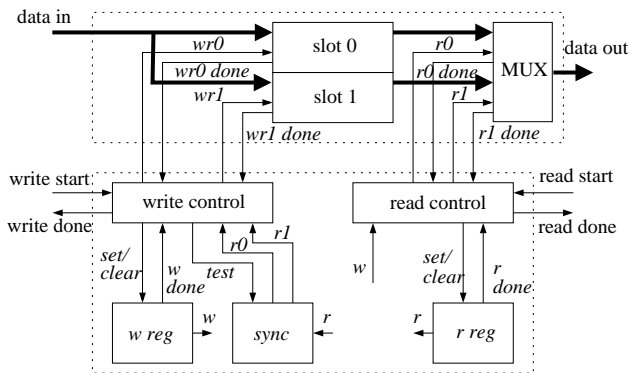 data in
wr0
slot 0
r0
data out
wr0 done
r0 done
MUX
wr1
slot 1
r1
wr1 done
r1 done
write start
write control
read control
read start
write done
read done
r0
r1
set/
clear
w
done
test
w
set/
clear
r
done
w reg
w
sync
r
r
r reg